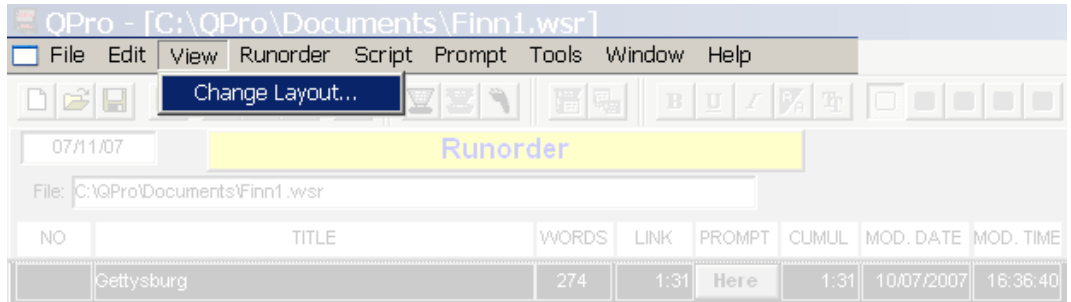 QPro - [C:\QPro\Documents\Finn1.wsr]
File Edit View Runorder Script Prompt Tools Window Help
Change Layout...
B U I P/A TT
07/11/07 Runorder
File: C:\QPro\Documents\Finn1.wsr
NO TITLE WORDS LINK PROMPT CUMUL MOD. DATE MOD. TIME
Gettysburg 274 1:31 Here 1:31 10/07/2007 16:36:40